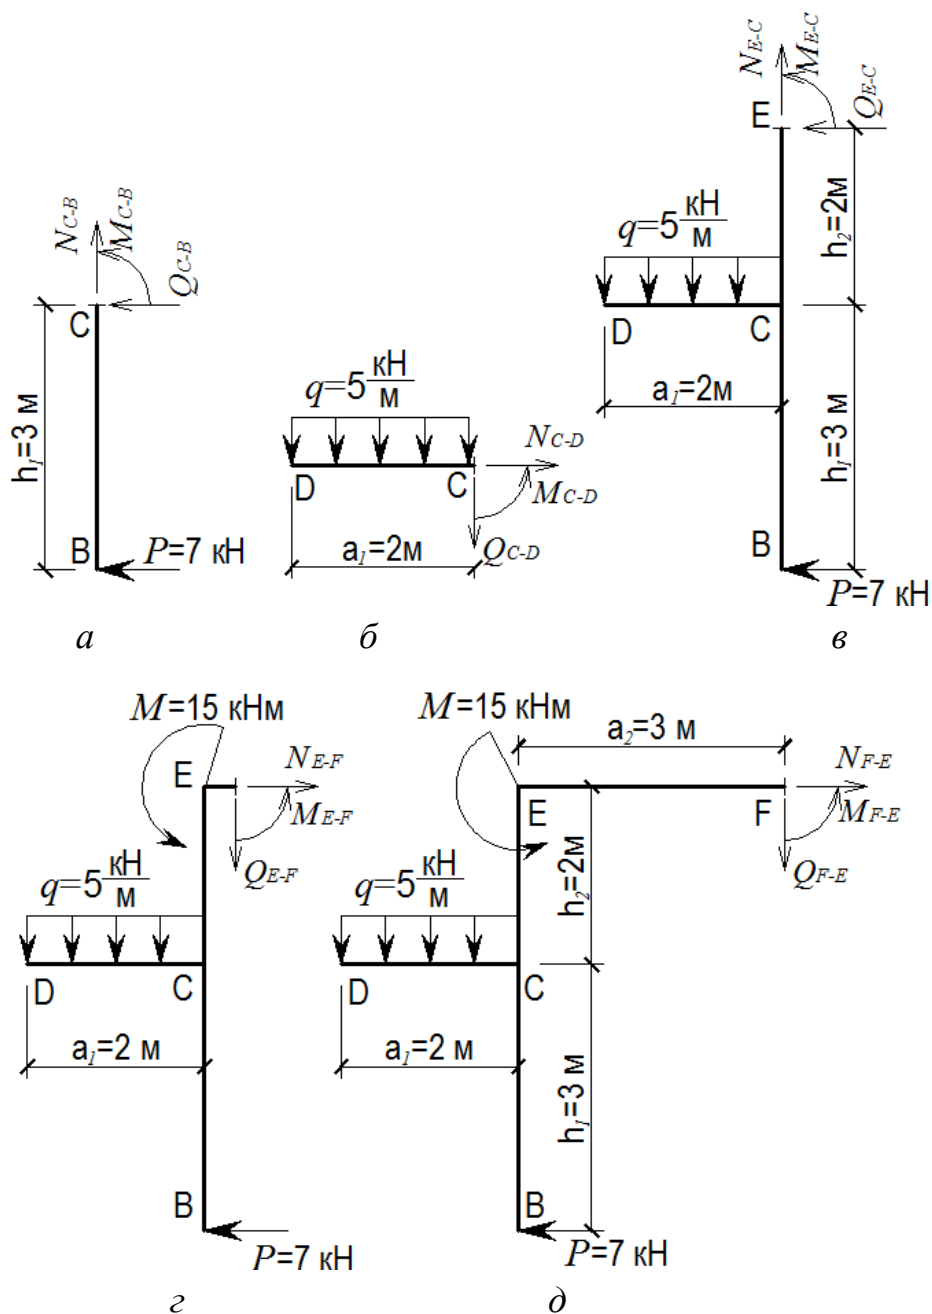 N_{C-B}
M_{C-B}
Q_{C-B}
C
h_1=3 м
B
P=7 кН
а
q=5 кН/м
D
C
N_{C-D}
M_{C-D}
Q_{C-D}
a_1=2м
б
N_{E-C}
M_{E-C}
Q_{E-C}
E
h_2=2м
q=5 кН/м
D
C
a_1=2м
h_1=3 м
B
P=7 кН
в
M=15 кНм
E
N_{E-F}
M_{E-F}
Q_{E-F}
q=5 кН/м
D
C
a_1=2 м
B
P=7 кН
г
M=15 кНм
a_2=3 м
E
F
N_{F-E}
M_{F-E}
Q_{F-E}
h_2=2м
q=5 кН/м
D
C
a_1=2 м
h_1=3 м
B
P=7 кН
д